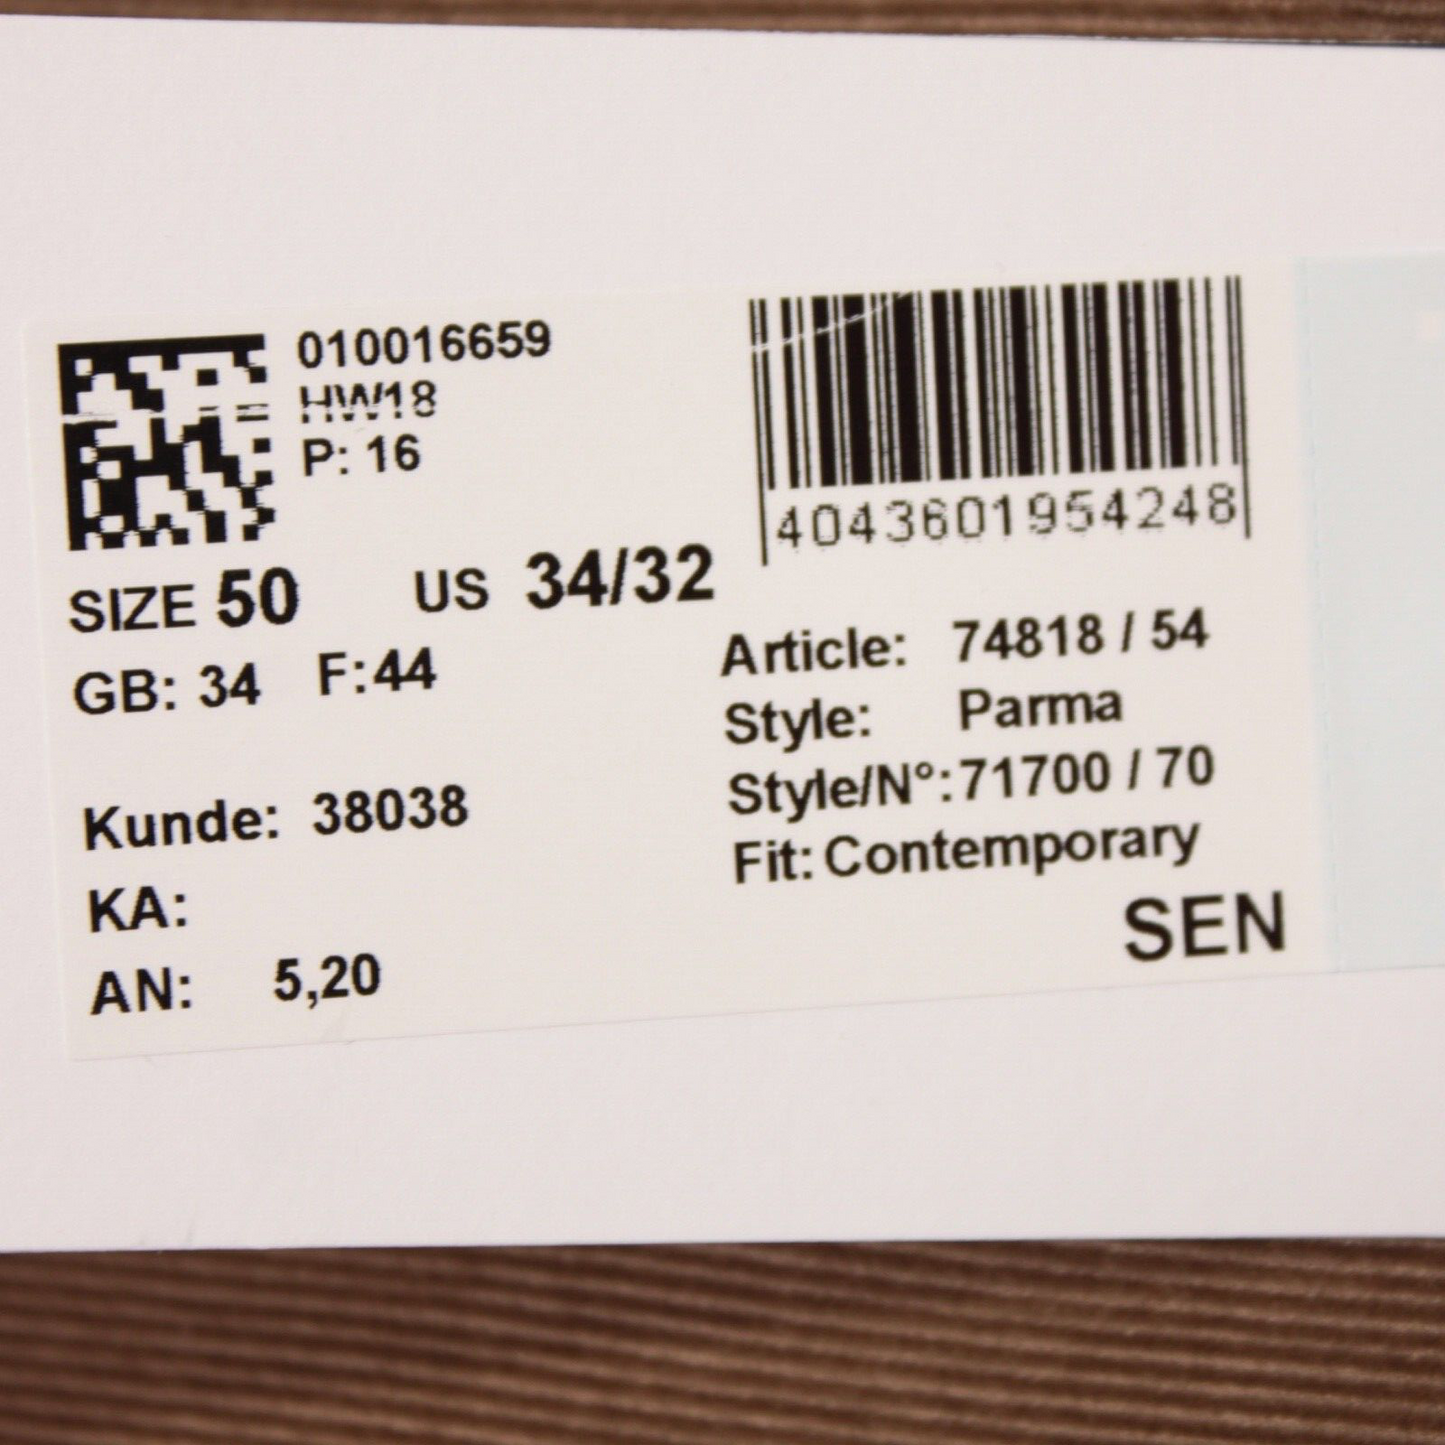 010016659
HW18
P: 16
4043601954248
SIZE 50 US 34/32
GB: 34 F:44
Article: 74818 / 54
Style: Parma
Style/N°:71700 / 70
Fit: Contemporary
Kunde: 38038
KA:
AN: 5,20
SEN